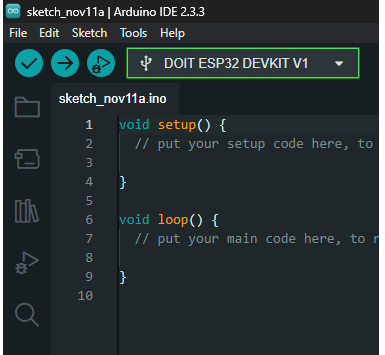 sketch_nov11a | Arduino IDE 2.3.3
File Edit Sketch Tools Help
DOIT ESP32 DEVKIT V1
sketch_nov11a.ino
1 void setup() {
2 // put your setup code here, to
3
4 }
5
6 void loop() {
7 // put your main code here, to r
8
9 }
10